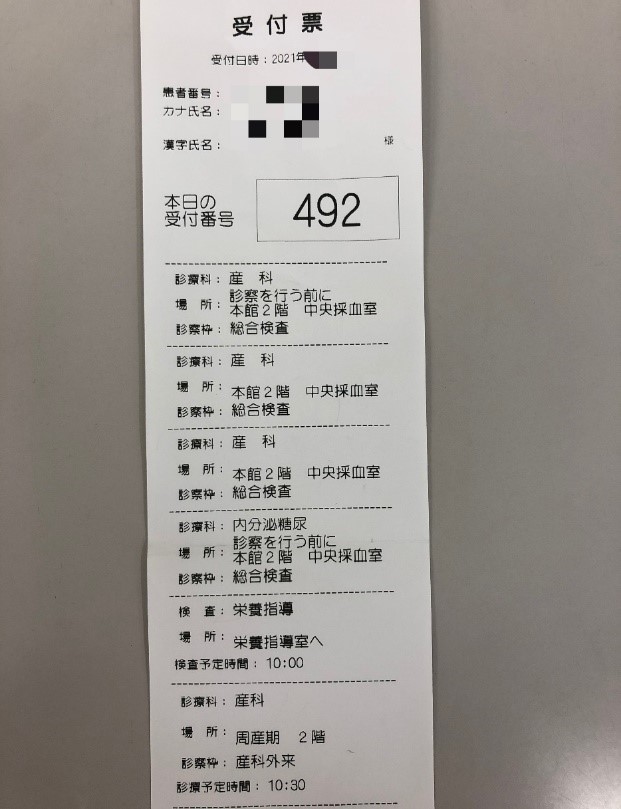 受付票
受付日時：2021年
患者番号：
カナ氏名：
漢字氏名：
様
本日の
受付番号
492
診療科：産 科
診察を行う前に
場 所：本館2階 中央採血室
診察枠：総合検査
診療科：産 科
場 所：本館2階 中央採血室
診察枠：総合検査
診療科：産 科
場 所：本館2階 中央採血室
診察枠：総合検査
診療科：内分泌糖尿
診察を行う前に
場 所：本館2階 中央採血室
診察枠：総合検査
検 査：栄養指導
場 所：栄養指導室へ
検査予定時間：10:00
診療科：産科
場 所：周産期 2階
診察枠：産科外来
診療予定時間：10:30